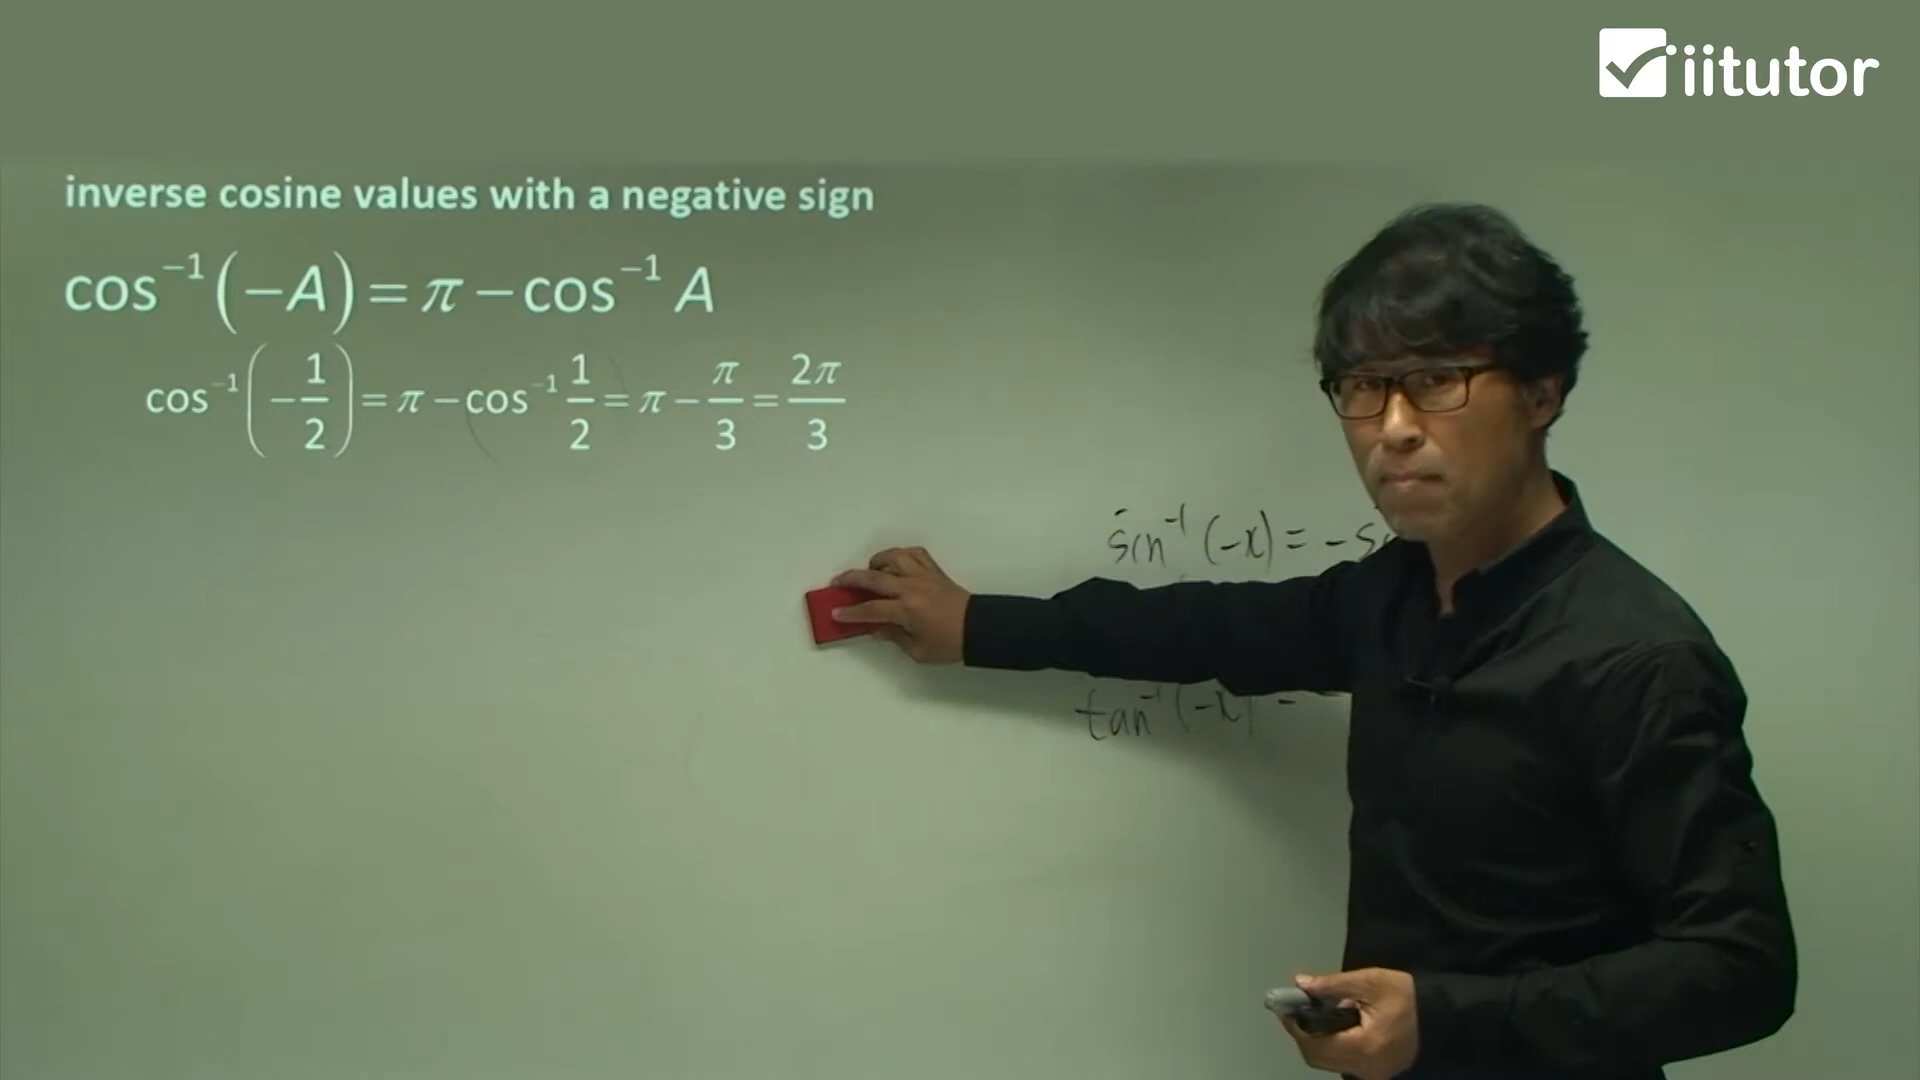 iitutor
inverse cosine values with a negative sign
cos⁻¹(−A) = π − cos⁻¹ A
cos⁻¹(−1/2) = π − cos⁻¹ 1/2 = π − π/3 = 2π/3
sin⁻¹ (-x) = - s
tan⁻¹ (-x) = -